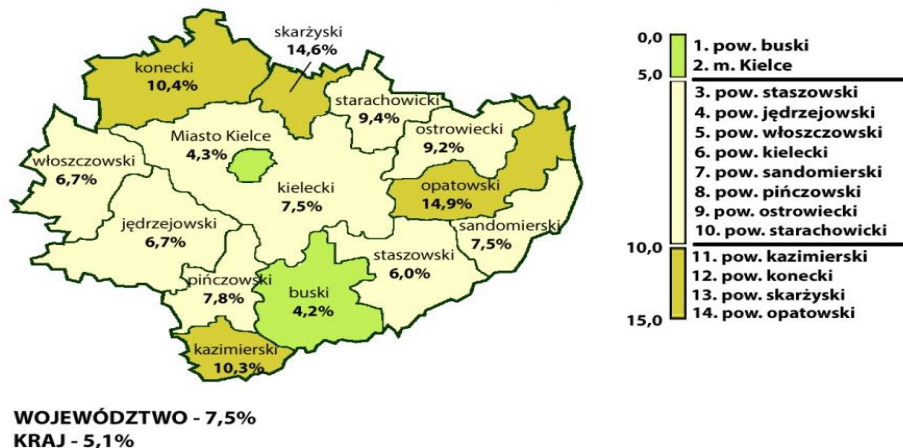 skarżyski
14,6%
konecki
10,4%
starachowicki
9,4%
ostrowiecki
9,2%
Miasto Kielce
4,3%
włoszczowski
6,7%
kielecki
7,5%
opatowski
14,9%
jędrzejowski
6,7%
sandomierski
7,5%
staszowski
6,0%
pińczowski
7,8%
buski
4,2%
kazimierski
10,3%
WOJEWÓDZTWO - 7,5%
KRAJ - 5,1%
0,0
5,0
10,0
15,0
1. pow. buski
2. m. Kielce
3. pow. staszowski
4. pow. jędrzejowski
5. pow. włoszczowski
6. pow. kielecki
7. pow. sandomierski
8. pow. pińczowski
9. pow. ostrowiecki
10. pow. starachowicki
11. pow. kazimierski
12. pow. konecki
13. pow. skarżyski
14. pow. opatowski